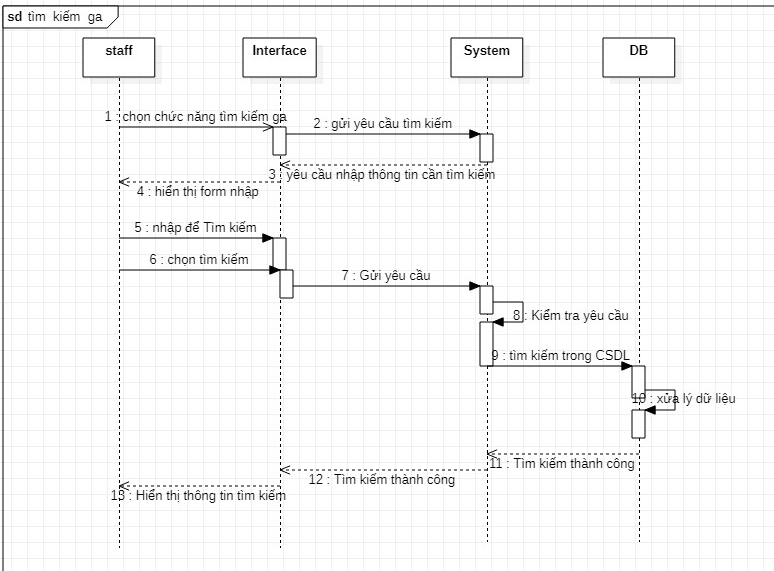 sd tìm kiếm ga
staff
Interface
System
DB
1 : chọn chức năng tìm kiếm ga
2 : gửi yêu cầu tìm kiếm
3 : yêu cầu nhập thông tin cần tìm kiếm
4 : hiển thị form nhập
5 : nhập để Tìm kiếm
6 : chọn tìm kiếm
7 : Gửi yêu cầu
8 : Kiểm tra yêu cầu
9 : tìm kiếm trong CSDL
10 : xửa lý dữ liệu
11 : Tìm kiếm thành công
12 : Tìm kiếm thành công
13 : Hiển thị thông tin tìm kiếm